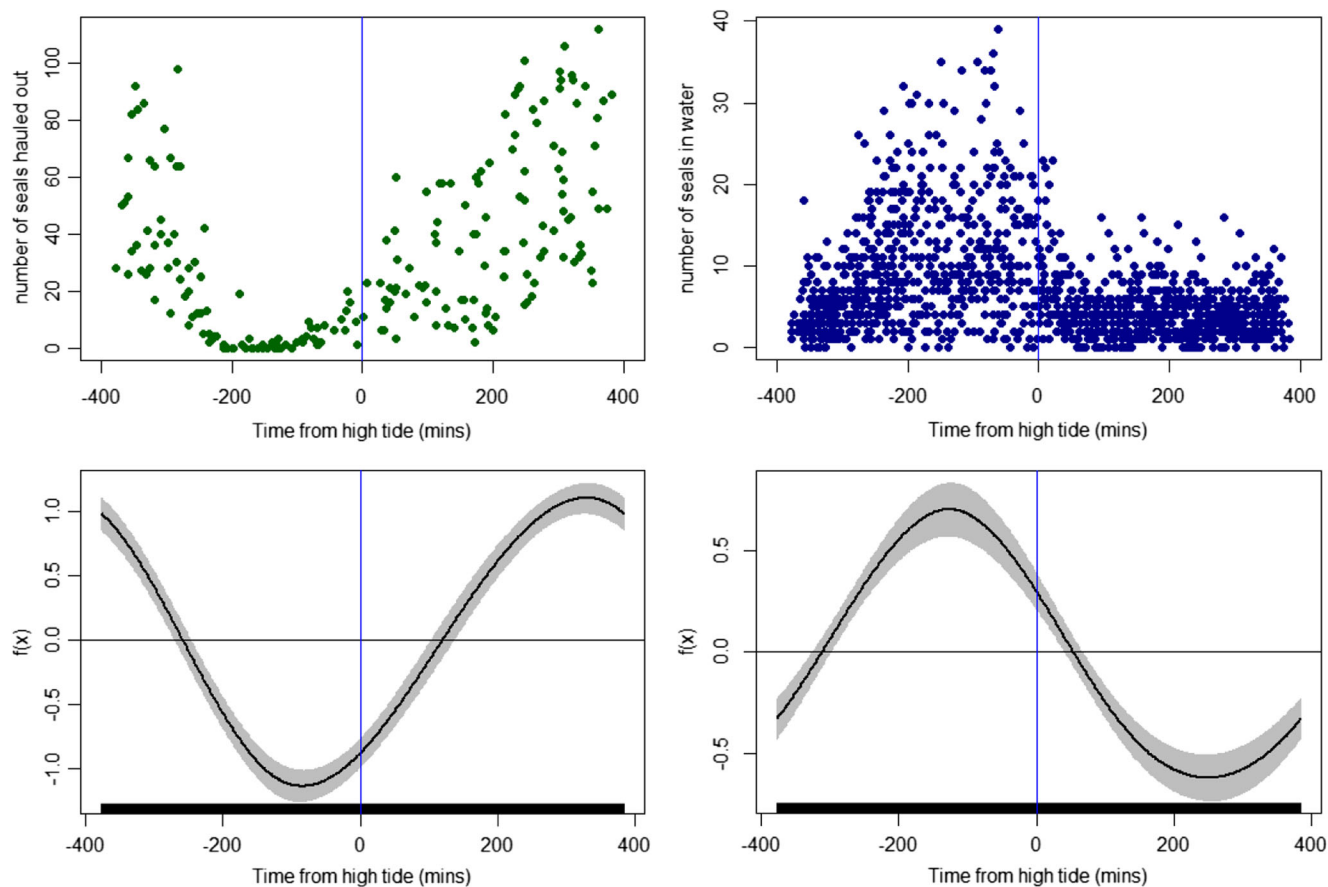 number of seals hauled out
100
80
60
40
20
0
-400 -200 0 200 400
Time from high tide (mins)
number of seals in water
40
30
20
10
0
-400 -200 0 200 400
Time from high tide (mins)
f(x)
1.0
0.5
0.0
-0.5
-1.0
-400 -200 0 200 400
Time from high tide (mins)
f(x)
0.5
0.0
-0.5
-400 -200 0 200 400
Time from high tide (mins)